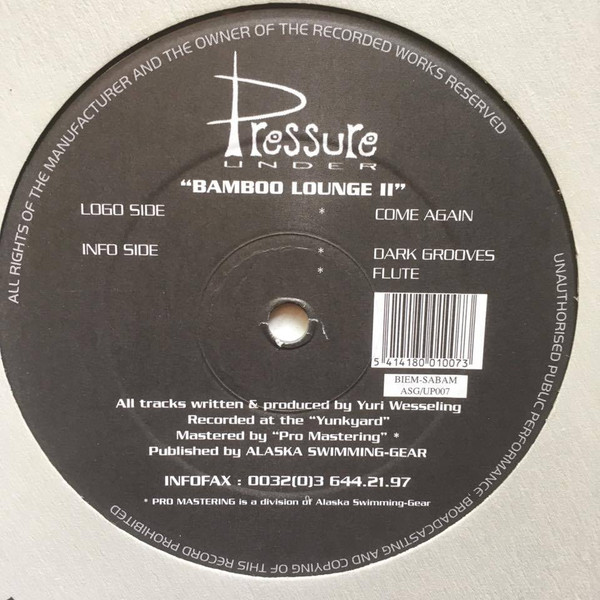 ALL RIGHTS OF THE MANUFACTURER AND THE OWNER OF THE RECORDED WORKS RESERVED
Pressure
UNDER
"BAMBOO LOUNGE II"
LOGO SIDE * COME AGAIN
INFO SIDE * DARK GROOVES
* FLUTE
5 414180 010073
BIEM-SABAM
ASG/UP007
All tracks written & produced by Yuri Wesseling
Recorded at the "Yunkyard"
Mastered by "Pro Mastering" *
Published by ALASKA SWIMMING-GEAR
INFOFAX : 0032(0)3 644.21.97
* PRO MASTERING is a division of Alaska Swimming-Gear
UNAUTHORISED PUBLIC PERFORMANCE, BROADCASTING AND COPYING OF THIS RECORD PROHIBITED